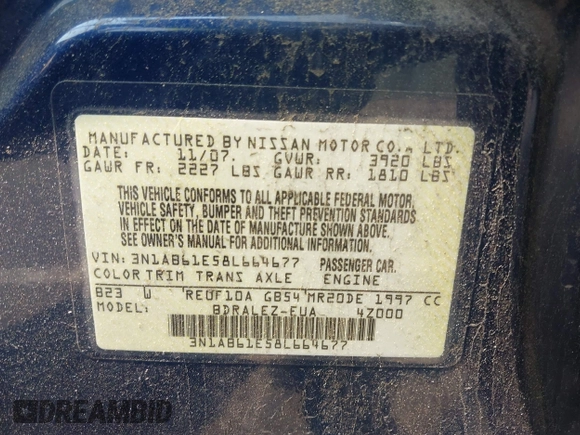 MANUFACTURED BY NISSAN MOTOR CO., LTD.
DATE: 11/07. GVWR: 3920 LBS
GAWR FR: 2227 LBS GAWR RR: 1810 LBS
THIS VEHICLE CONFORMS TO ALL APPLICABLE FEDERAL MOTOR
VEHICLE SAFETY, BUMPER AND THEFT PREVENTION STANDARDS
IN EFFECT ON THE DATE OF MANUFACTURE SHOWN ABOVE.
SEE OWNER'S MANUAL FOR ADDITIONAL INFORMATION.
VIN: 3N1AB61E58L664677 PASSENGER CAR.
COLOR TRIM TRANS AXLE ENGINE
B23 W RE0F10A GB54 MR20DE 1997 CC
MODEL: BDRALEZ-EUA 4Z000
3N1AB61E58L664677
DREAMBID